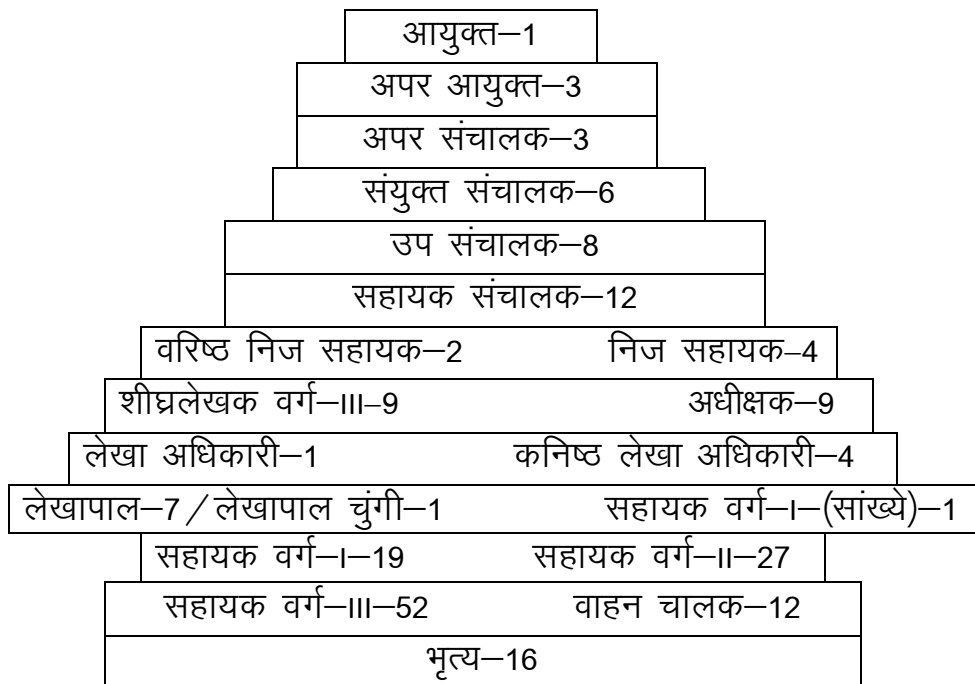 आयुक्त–1
अपर आयुक्त–3
अपर संचालक–3
संयुक्त संचालक–6
उप संचालक–8
सहायक संचालक–12
वरिष्ठ निज सहायक–2 निज सहायक–4
शीघ्रलेखक वर्ग–III–9 अधीक्षक–9
लेखा अधिकारी–1 कनिष्ठ लेखा अधिकारी–4
लेखापाल–7 / लेखापाल चुंगी–1 सहायक वर्ग–I–(सांख्ये)–1
सहायक वर्ग–I–19 सहायक वर्ग–II–27
सहायक वर्ग–III–52 वाहन चालक–12
भृत्य–16